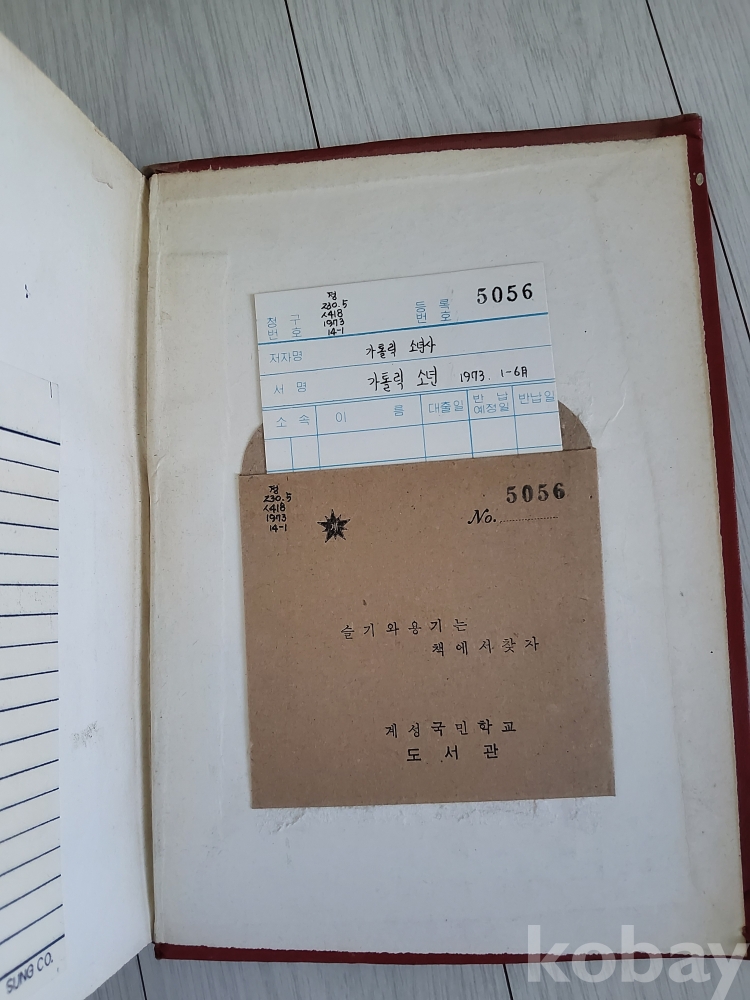 정
230.5
ㅅ418
1973
14-1
청 구
번 호
등 록
번 호
5056
저자명
가톨릭 소년사
서 명
가톨릭 소년 1973. 1-6月
소 속
이 름
대출일
반 납
예정일
반납일
정
230.5
ㅅ418
1973
14-1
5056
No.
슬기와용기는
책에서찾자
계성국민학교
도서관
SUNG CO.
kobay